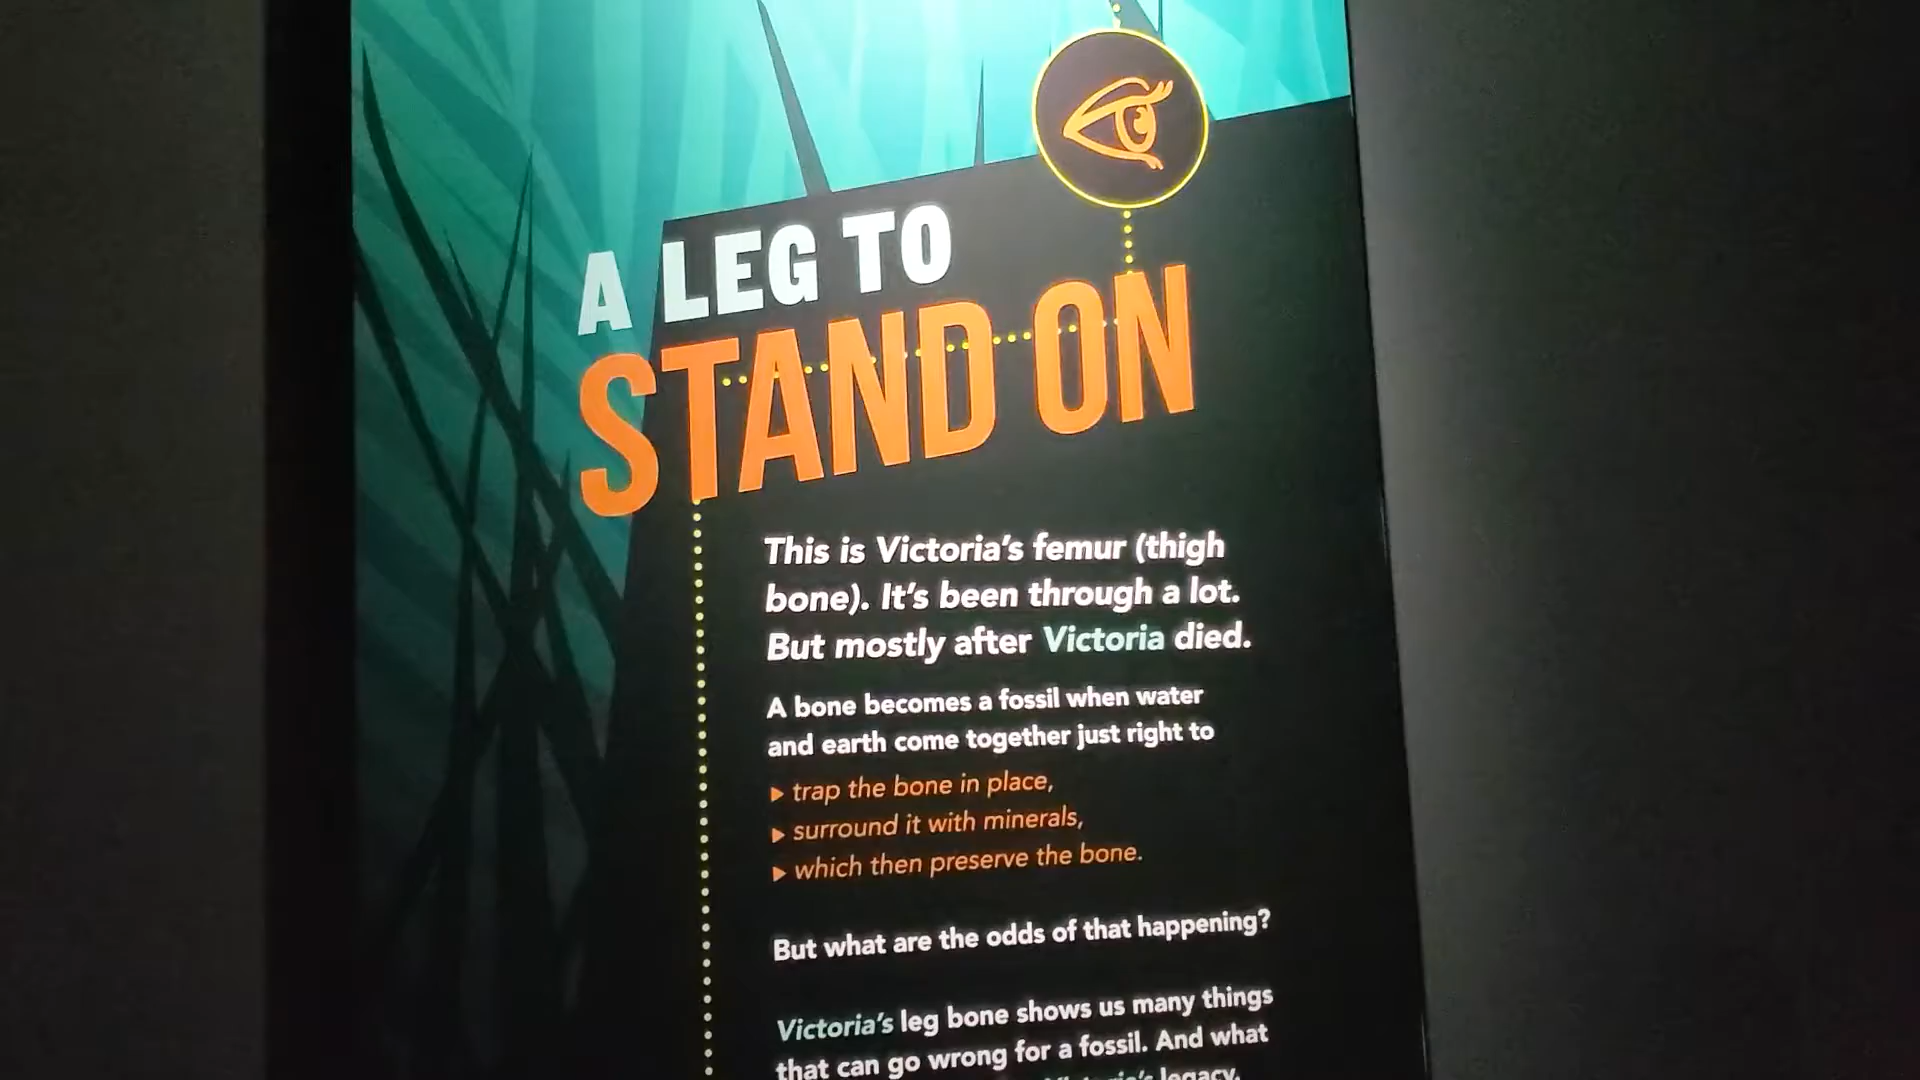 A LEG TO
STAND ON
This is Victoria's femur (thigh
bone). It's been through a lot.
But mostly after Victoria died.
A bone becomes a fossil when water
and earth come together just right to
▸ trap the bone in place,
▸ surround it with minerals,
▸ which then preserve the bone.
But what are the odds of that happening?
Victoria's leg bone shows us many things
that can go wrong for a fossil. And what
legacy.